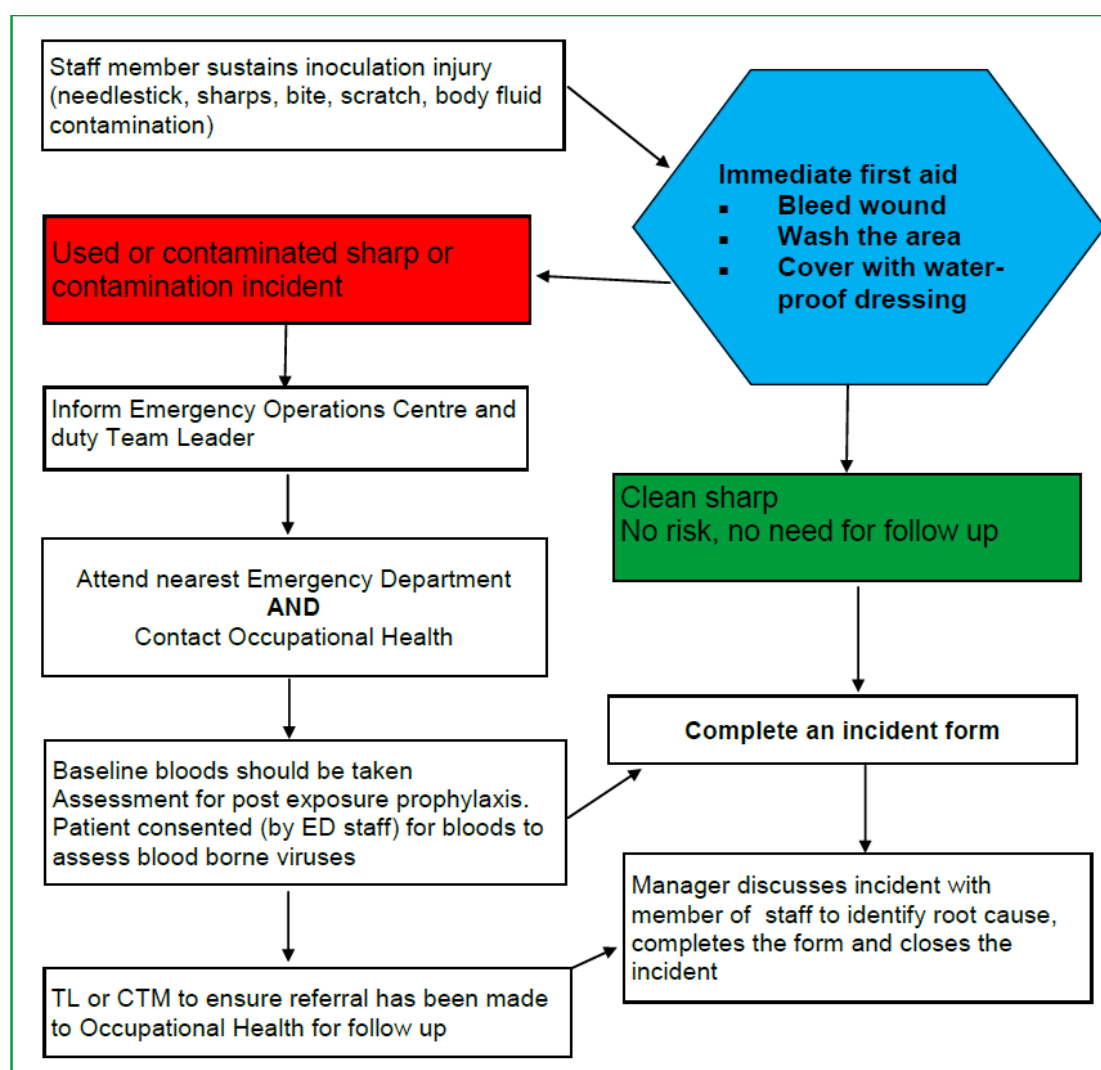 Staff member sustains inoculation injury
(needlestick, sharps, bite, scratch, body fluid
contamination)
Immediate first aid
▪ Bleed wound
▪ Wash the area
▪ Cover with water-
proof dressing
Used or contaminated sharp or
contamination incident
Inform Emergency Operations Centre and
duty Team Leader
Clean sharp
No risk, no need for follow up
Attend nearest Emergency Department
AND
Contact Occupational Health
Complete an incident form
Baseline bloods should be taken
Assessment for post exposure prophylaxis.
Patient consented (by ED staff) for bloods to
assess blood borne viruses
Manager discusses incident with
member of staff to identify root cause,
completes the form and closes the
incident
TL or CTM to ensure referral has been made
to Occupational Health for follow up